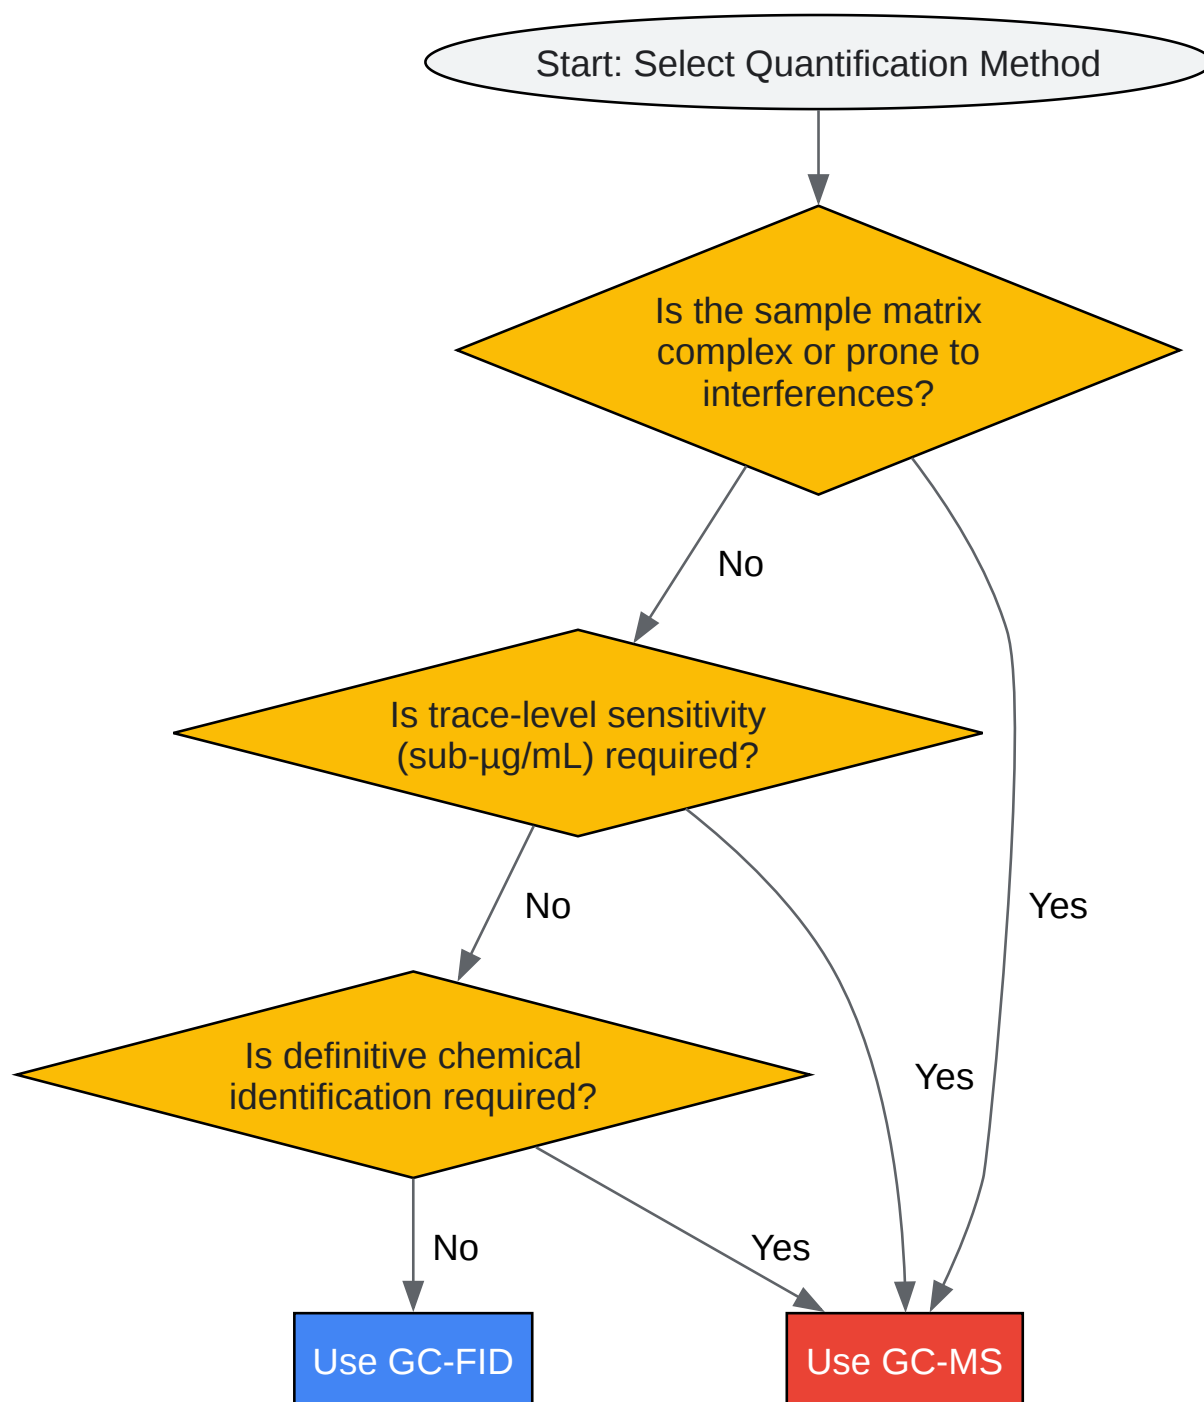 Start: Select Quantification Method
Is the sample matrix
complex or prone to
interferences?
No
Is trace-level sensitivity
(sub-µg/mL) required?
No
Yes
Is definitive chemical
identification required?
Yes
No
Yes
Use GC-FID
Use GC-MS